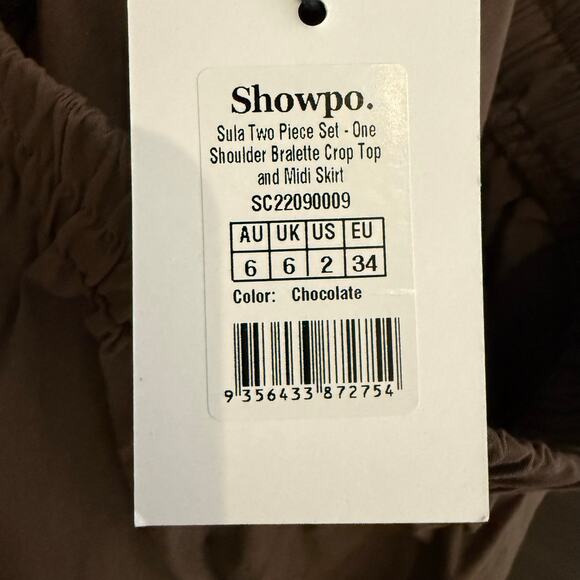 Showpo.
Sula Two Piece Set - One
Shoulder Bralette Crop Top
and Midi Skirt
SC22090009
AU UK US EU
6 6 2 34
Color: Chocolate
9 356433 872754